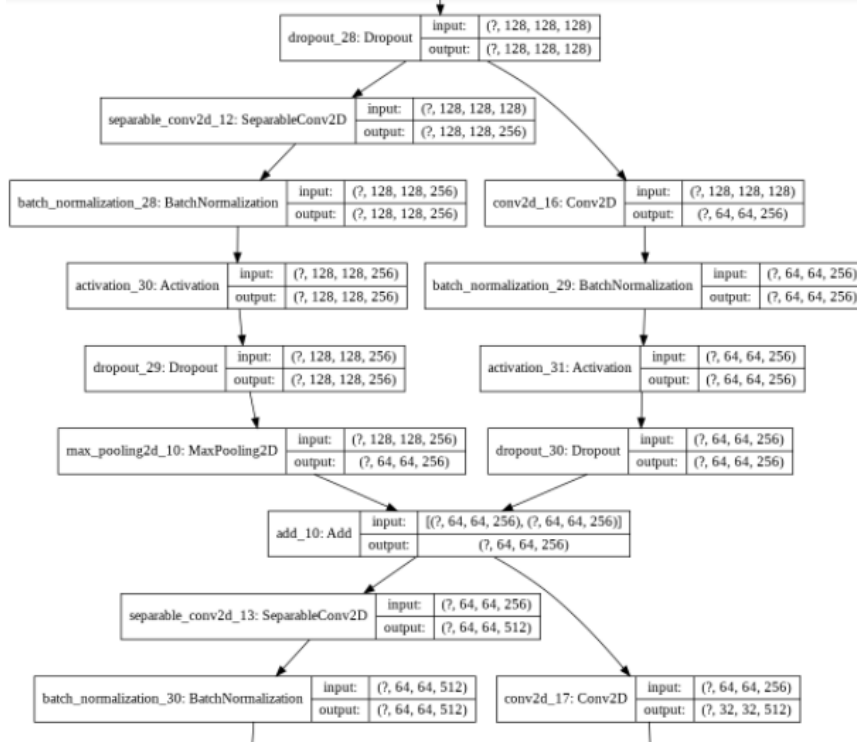 dropout_28: Dropout input: (?, 128, 128, 128)
output: (?, 128, 128, 128)
separable_conv2d_12: SeparableConv2D input: (?, 128, 128, 128)
output: (?, 128, 128, 256)
batch_normalization_28: BatchNormalization input: (?, 128, 128, 256)
output: (?, 128, 128, 256)
conv2d_16: Conv2D input: (?, 128, 128, 128)
output: (?, 64, 64, 256)
activation_30: Activation input: (?, 128, 128, 256)
output: (?, 128, 128, 256)
batch_normalization_29: BatchNormalization input: (?, 64, 64, 256)
output: (?, 64, 64, 256)
dropout_29: Dropout input: (?, 128, 128, 256)
output: (?, 128, 128, 256)
activation_31: Activation input: (?, 64, 64, 256)
output: (?, 64, 64, 256)
max_pooling2d_10: MaxPooling2D input: (?, 128, 128, 256)
output: (?, 64, 64, 256)
dropout_30: Dropout input: (?, 64, 64, 256)
output: (?, 64, 64, 256)
add_10: Add input: [(?, 64, 64, 256), (?, 64, 64, 256)]
output: (?, 64, 64, 256)
separable_conv2d_13: SeparableConv2D input: (?, 64, 64, 256)
output: (?, 64, 64, 512)
batch_normalization_30: BatchNormalization input: (?, 64, 64, 512)
output: (?, 64, 64, 512)
conv2d_17: Conv2D input: (?, 64, 64, 256)
output: (?, 32, 32, 512)